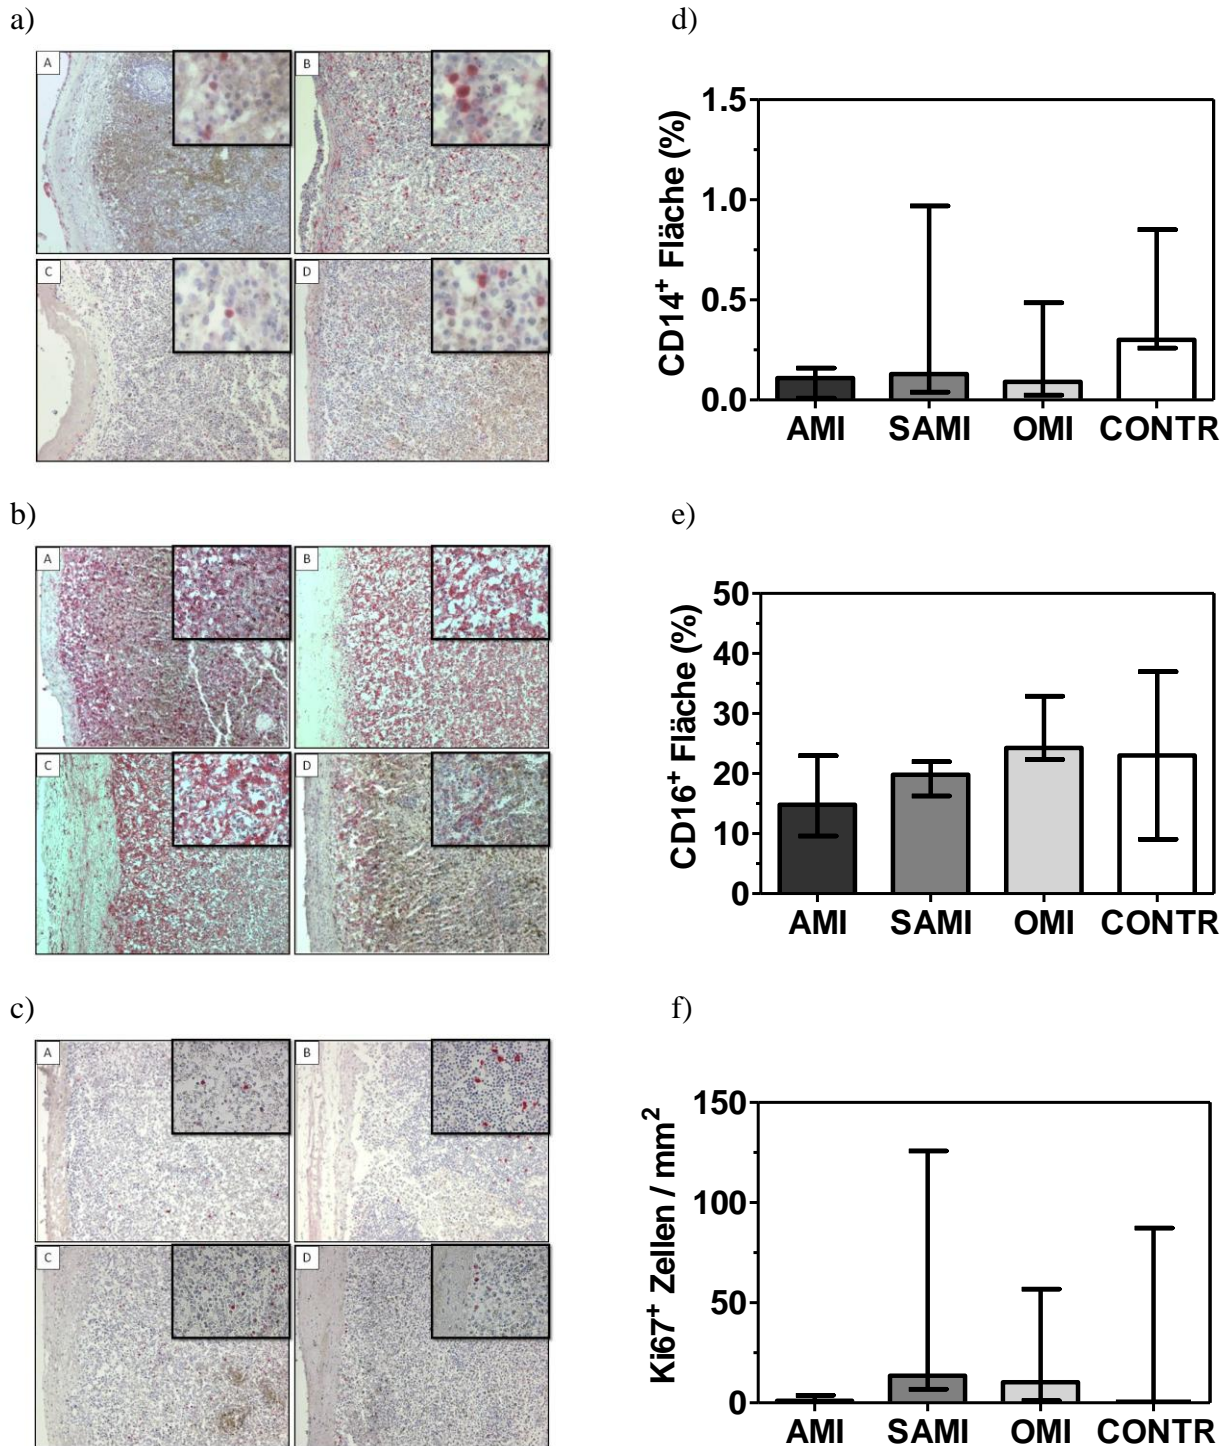 a)
A
B
C
D
d)
CD14⁺ Fläche (%)
1.5
1.0
0.5
0.0
AMI SAMI OMI CONTR
b)
A
B
C
D
e)
CD16⁺ Fläche (%)
50
40
30
20
10
0
AMI SAMI OMI CONTR
c)
A
B
C
D
f)
Ki67⁺ Zellen / mm²
150
100
50
0
AMI SAMI OMI CONTR